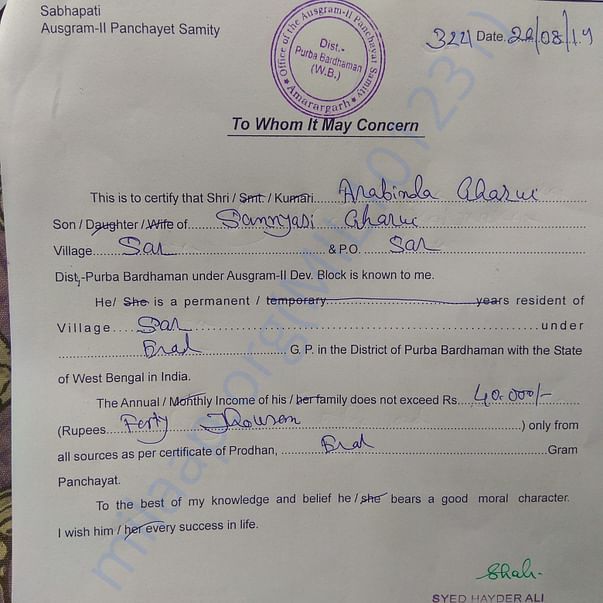 Sabhapati
Ausgram-II Panchayet Samity
Office of the Ausgram-II Panchayat Samity
Dist.-
Purba Bardhaman
(W.B.)
Amarargarh
322 Date. 22/08/19
To Whom It May Concern
This is to certify that Shri / Smt. / Kumari. Arabinda Gharui
Son / Daughter / Wife of. Sannyasi Gharui
Village. Sar & P.O. Sar
Dist,-Purba Bardhaman under Ausgram-II Dev. Block is known to me.
He/ She is a permanent / temporary years resident of
Village Sar under
Eral G. P. in the District of Purba Bardhaman with the State
of West Bengal in India.
The Annual / Monthly Income of his / her family does not exceed Rs. 40.000/-
(Rupees Forty Thouson ) only from
all sources as per certificate of Prodhan, Eral Gram
Panchayat.
To the best of my knowledge and belief he / she bears a good moral character.
I wish him / her every success in life.
Shah.
SYED HAYDER ALI